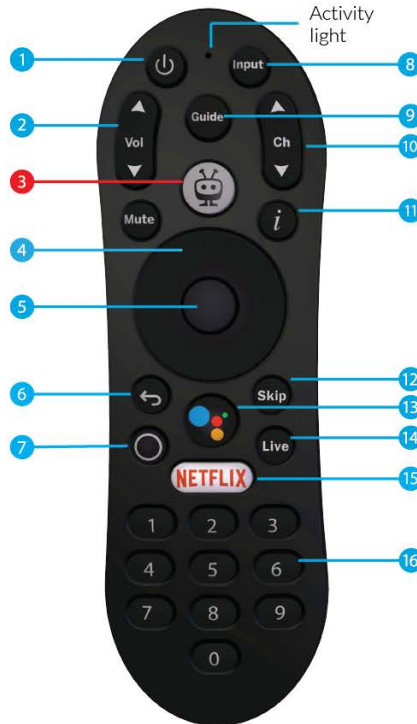 Activity
light
1
Input
8
2
Vol
Guide
9
Ch
10
3
Mute
i
11
4
5
6
Skip
12
13
7
Live
14
NETFLIX
15
1 2 3
4 5 6
16
7 8 9
0